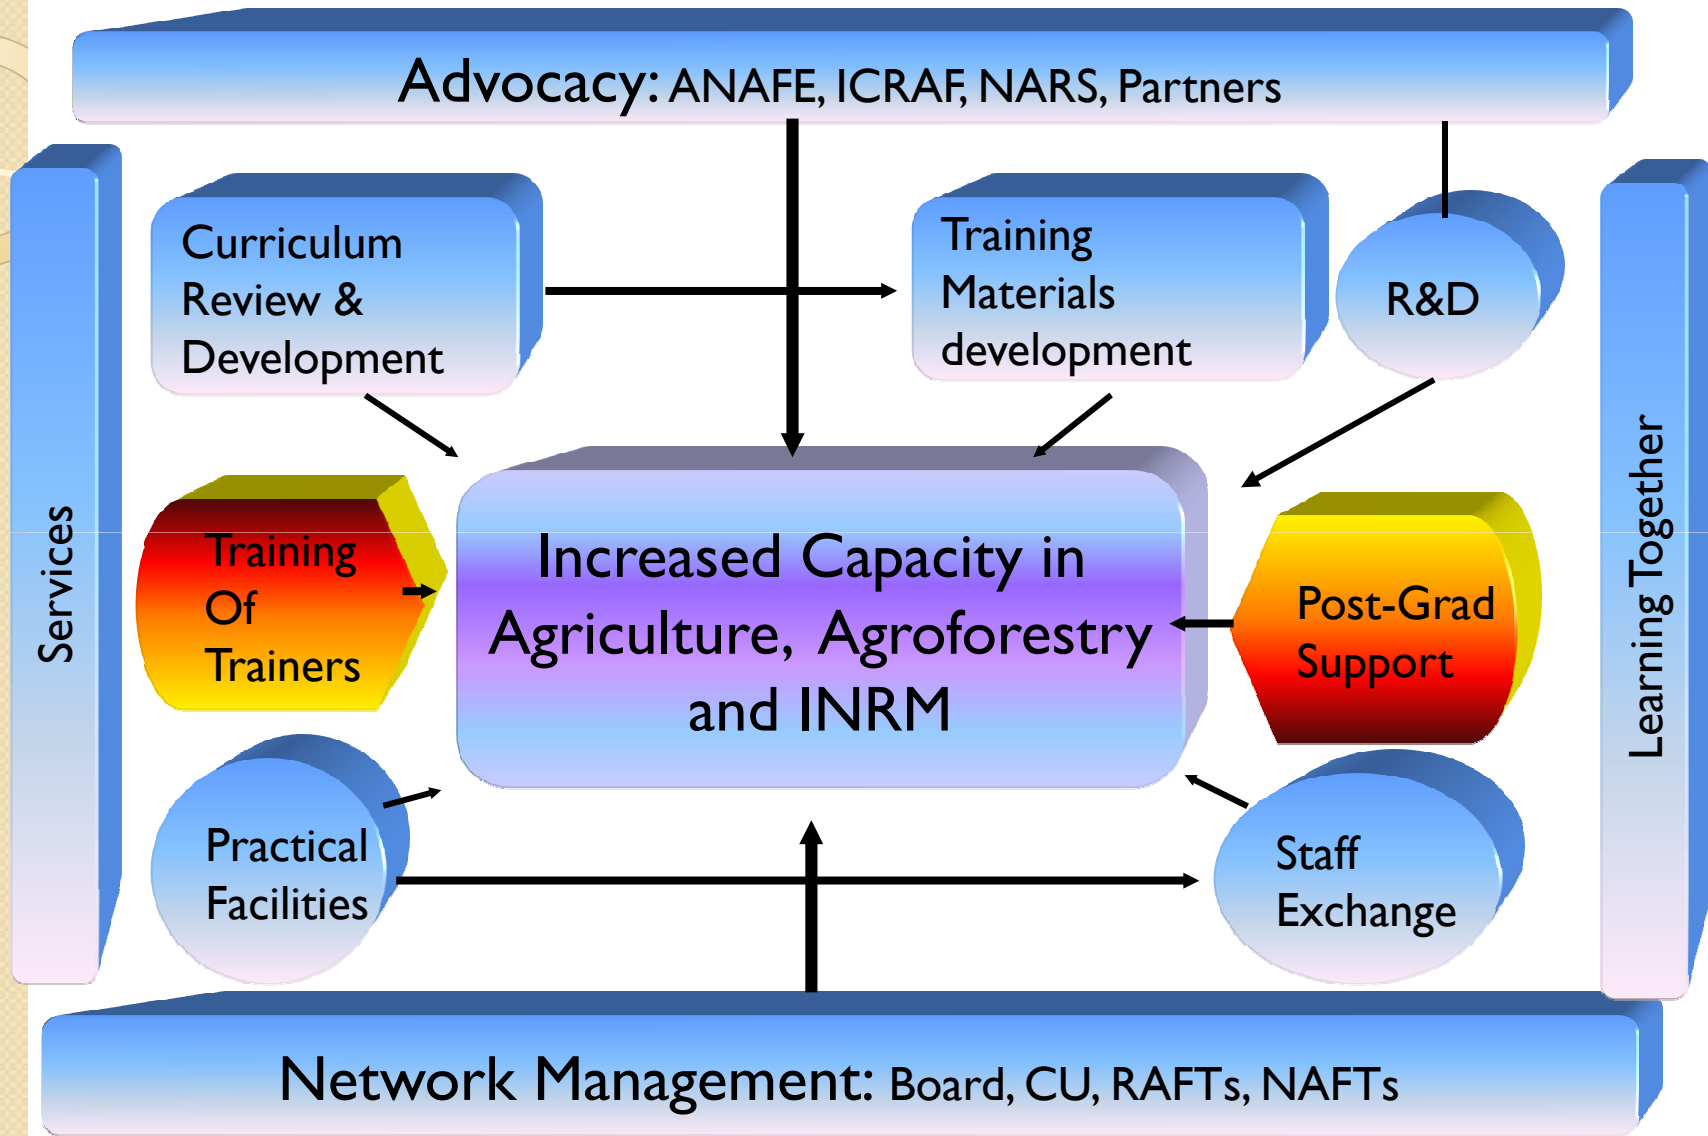 Advocacy: ANAFE, ICRAF, NARS, Partners
Services
Curriculum
Review &
Development
Training
Materials
development
R&D
Learning Together
Training
Of
Trainers
Increased Capacity in
Agriculture, Agroforestry
and INRM
Post-Grad
Support
Practical
Facilities
Staff
Exchange
Network Management: Board, CU, RAFTs, NAFTs